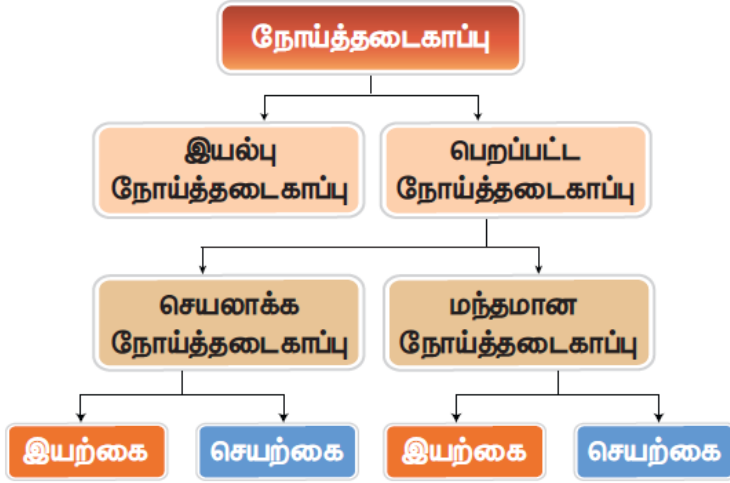 நோய்த்தடைகாப்பு
இயல்பு
நோய்த்தடைகாப்பு
பெறப்பட்ட
நோய்த்தடைகாப்பு
செயலாக்க
நோய்த்தடைகாப்பு
மந்தமான
நோய்த்தடைகாப்பு
இயற்கை
செயற்கை
இயற்கை
செயற்கை